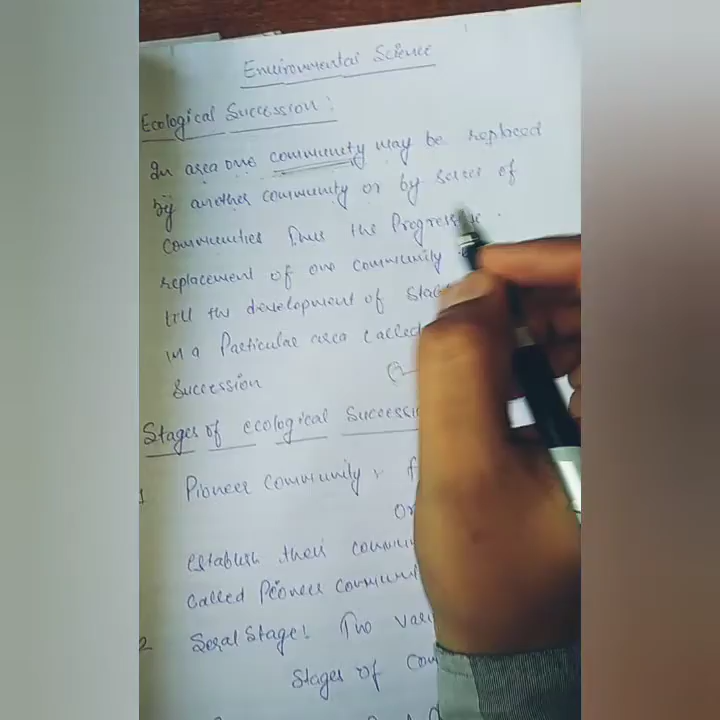 Environmental Science
Ecological Succession:
In area one community may be replaced
by another community or by series of
communities Thus the Progressive
replacement of one community
till the development of
in a Particular area called
Succession
Stages of ecological
1 Pioneer community,
establish their
called Pioneer
2 Seral Stage: The
Stages of